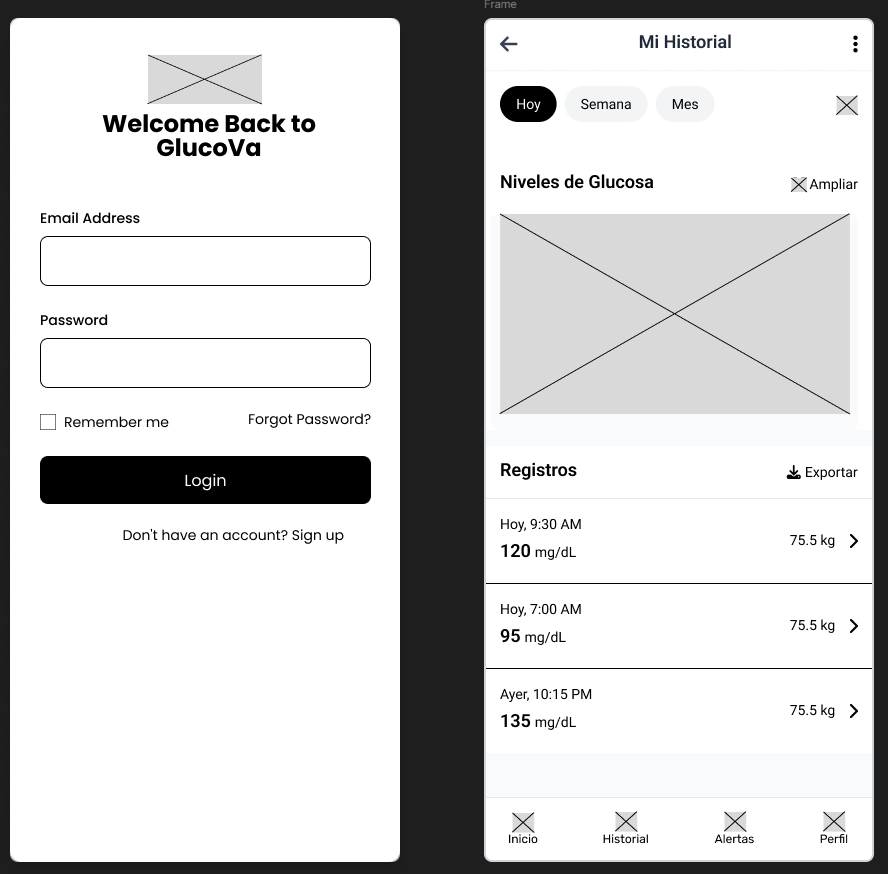 Frame
Welcome Back to
GlucoVa
Email Address
Password
Remember me
Forgot Password?
Login
Don't have an account? Sign up
Mi Historial
Hoy
Semana
Mes
Niveles de Glucosa
Ampliar
Registros
Exportar
Hoy, 9:30 AM
120 mg/dL
75.5 kg
Hoy, 7:00 AM
95 mg/dL
75.5 kg
Ayer, 10:15 PM
135 mg/dL
75.5 kg
Inicio
Historial
Alertas
Perfil